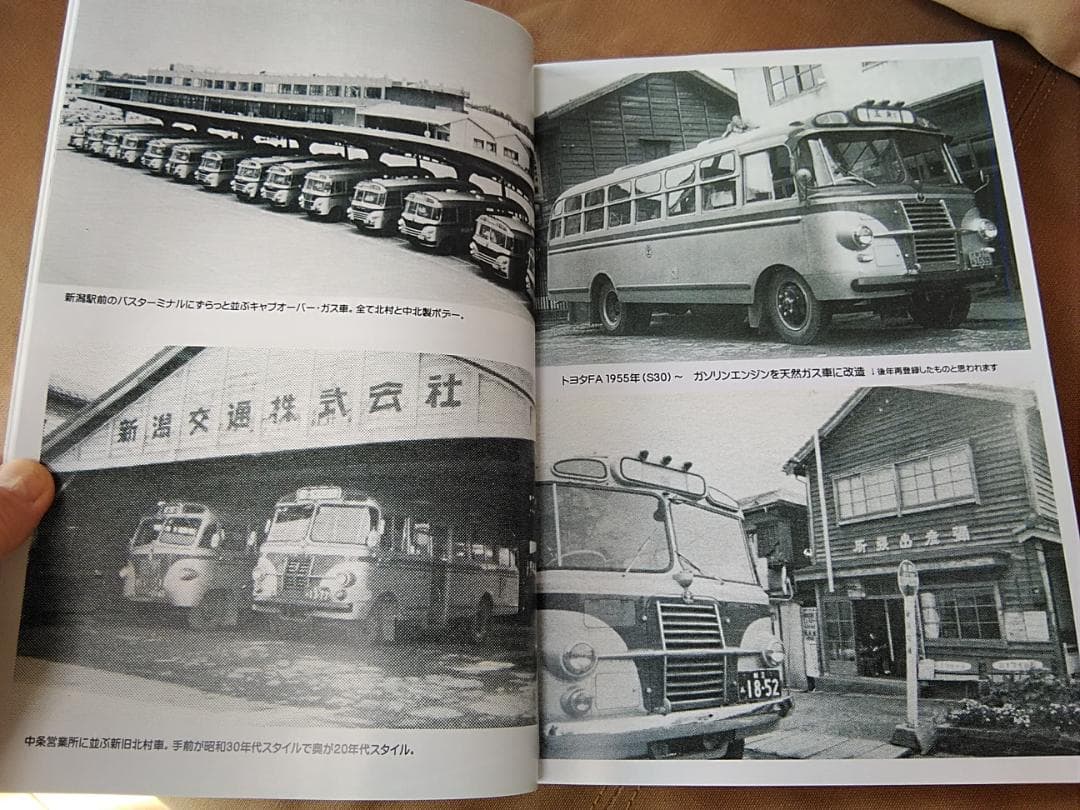 新潟駅前のバスターミナルにずらっと並ぶキャブオーバー・ガス車。全て北村と中北製ボデー。
新潟交通株式会社
中条営業所に並ぶ新旧北村車。手前が昭和30年代スタイルで奥が20年代スタイル。
トヨタFA 1955年(S30)～ ガソリンエンジンを天然ガス車に改造 ↓後年再登録したものと思われます
所張出彦弥
18-52